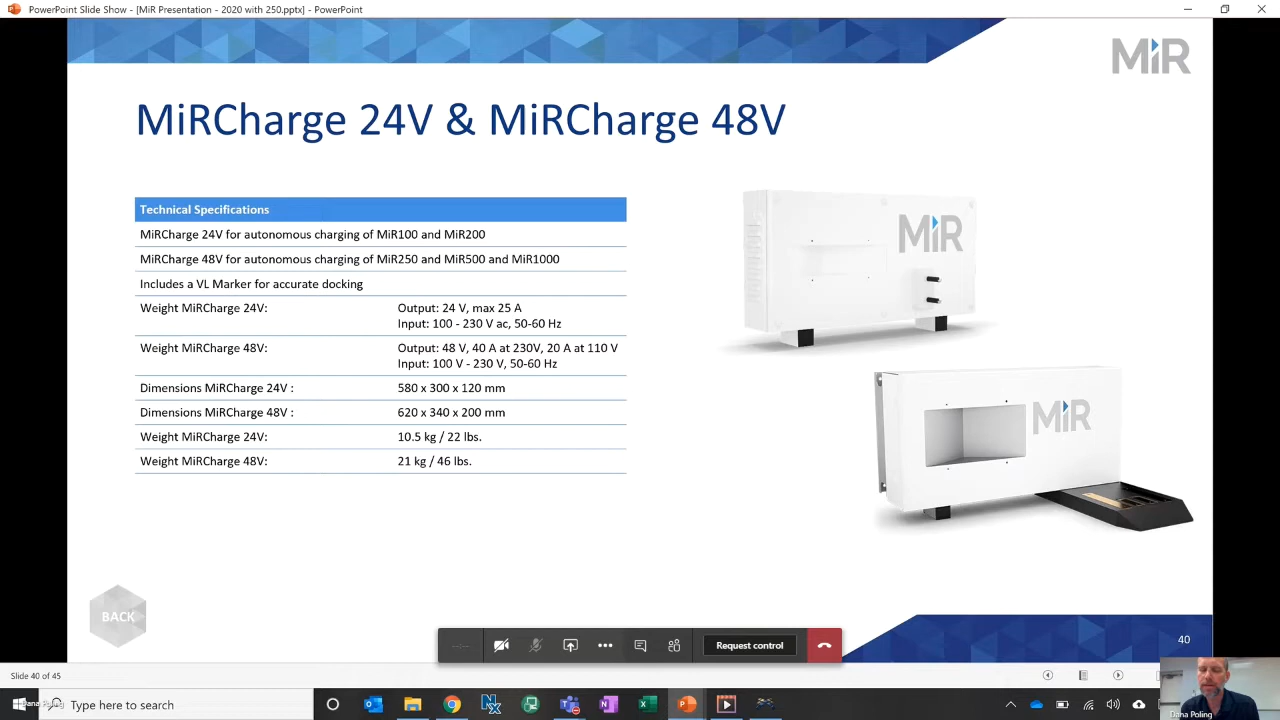 PowerPoint Slide Show - [MiR Presentation - 2020 with 250.pptx] - PowerPoint
MiR
MiRCharge 24V & MiRCharge 48V
Technical Specifications
MiRCharge 24V for autonomous charging of MiR100 and MiR200
MiRCharge 48V for autonomous charging of MiR250 and MiR500 and MiR1000
Includes a VL Marker for accurate docking
Weight MiRCharge 24V: Output: 24 V, max 25 A
Input: 100 - 230 V ac, 50-60 Hz
Weight MiRCharge 48V: Output: 48 V, 40 A at 230V, 20 A at 110 V
Input: 100 V - 230 V, 50-60 Hz
Dimensions MiRCharge 24V : 580 x 300 x 120 mm
Dimensions MiRCharge 48V : 620 x 340 x 200 mm
Weight MiRCharge 24V: 10.5 kg / 22 lbs.
Weight MiRCharge 48V: 21 kg / 46 lbs.
MiR
MiR
BACK
Request control
40
Slide 40 of 45
Dana Poling
Type here to search
Dana Poling